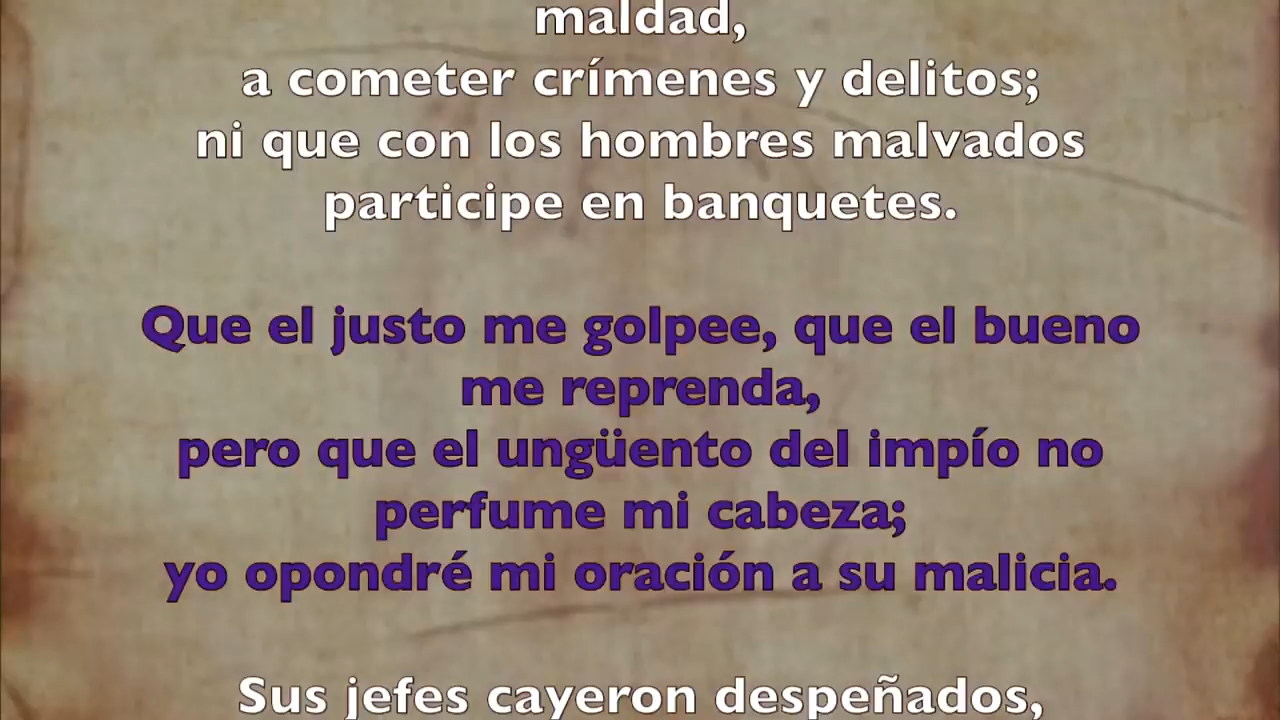 maldad,
a cometer crímenes y delitos;
ni que con los hombres malvados
participe en banquetes.
Que el justo me golpee, que el bueno
me reprenda,
pero que el ungüento del impío no
perfume mi cabeza;
yo opondré mi oración a su malicia.
Sus jefes cayeron despeñados,